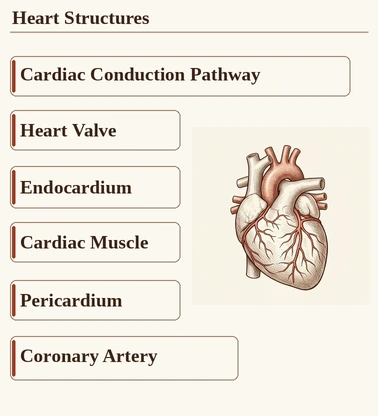 Heart Structures
Cardiac Conduction Pathway
Heart Valve
Endocardium
Cardiac Muscle
Pericardium
Coronary Artery